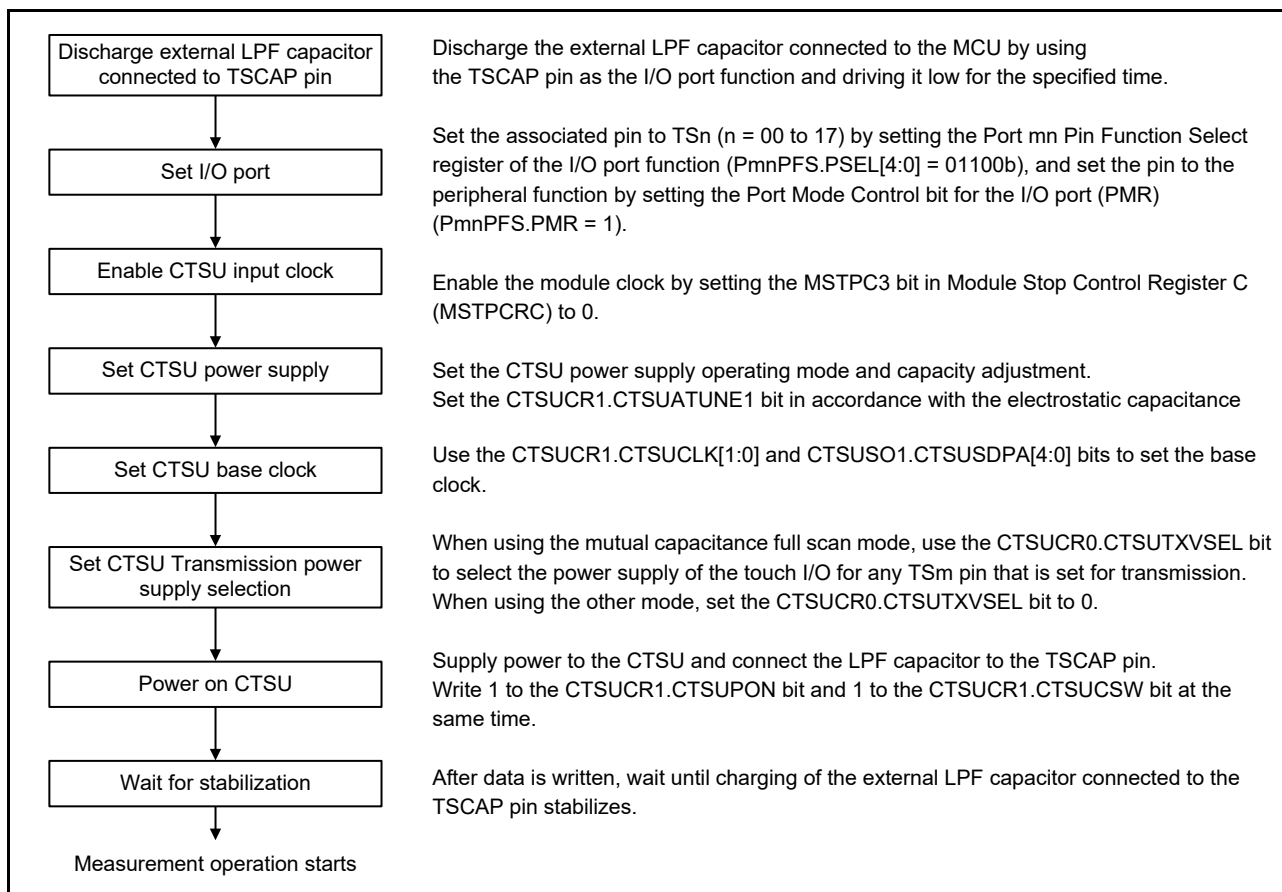 Discharge external LPF capacitor
connected to TSCAP pin
Discharge the external LPF capacitor connected to the MCU by using
the TSCAP pin as the I/O port function and driving it low for the specified time.
Set I/O port
Set the associated pin to TSn (n = 00 to 17) by setting the Port mn Pin Function Select
register of the I/O port function (PmnPFS.PSEL[4:0] = 01100b), and set the pin to the
peripheral function by setting the Port Mode Control bit for the I/O port (PMR)
(PmnPFS.PMR = 1).
Enable CTSU input clock
Enable the module clock by setting the MSTPC3 bit in Module Stop Control Register C
(MSTPCRC) to 0.
Set CTSU power supply
Set the CTSU power supply operating mode and capacity adjustment.
Set the CTSUCR1.CTSUATUNE1 bit in accordance with the electrostatic capacitance
Set CTSU base clock
Use the CTSUCR1.CTSUCLK[1:0] and CTSUSO1.CTSUSDPA[4:0] bits to set the base
clock.
Set CTSU Transmission power
supply selection
When using the mutual capacitance full scan mode, use the CTSUCR0.CTSUTXVSEL bit
to select the power supply of the touch I/O for any TSm pin that is set for transmission.
When using the other mode, set the CTSUCR0.CTSUTXVSEL bit to 0.
Power on CTSU
Supply power to the CTSU and connect the LPF capacitor to the TSCAP pin.
Write 1 to the CTSUCR1.CTSUPON bit and 1 to the CTSUCR1.CTSUCSW bit at the
same time.
Wait for stabilization
After data is written, wait until charging of the external LPF capacitor connected to the
TSCAP pin stabilizes.
Measurement operation starts